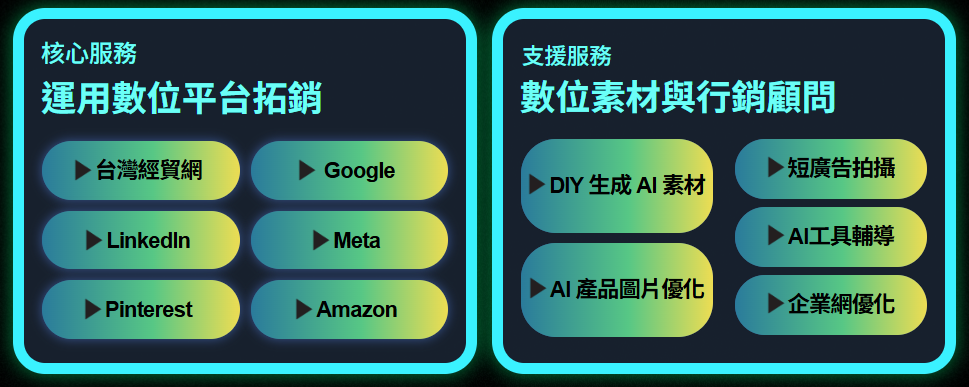 核心服務
運用數位平台拓銷
▶台灣經貿網
▶ Google
▶LinkedIn
▶Meta
▶Pinterest
▶Amazon
支援服務
數位素材與行銷顧問
▶DIY 生成 AI 素材
▶AI 產品圖片優化
▶短廣告拍攝
▶AI工具輔導
▶企業網優化